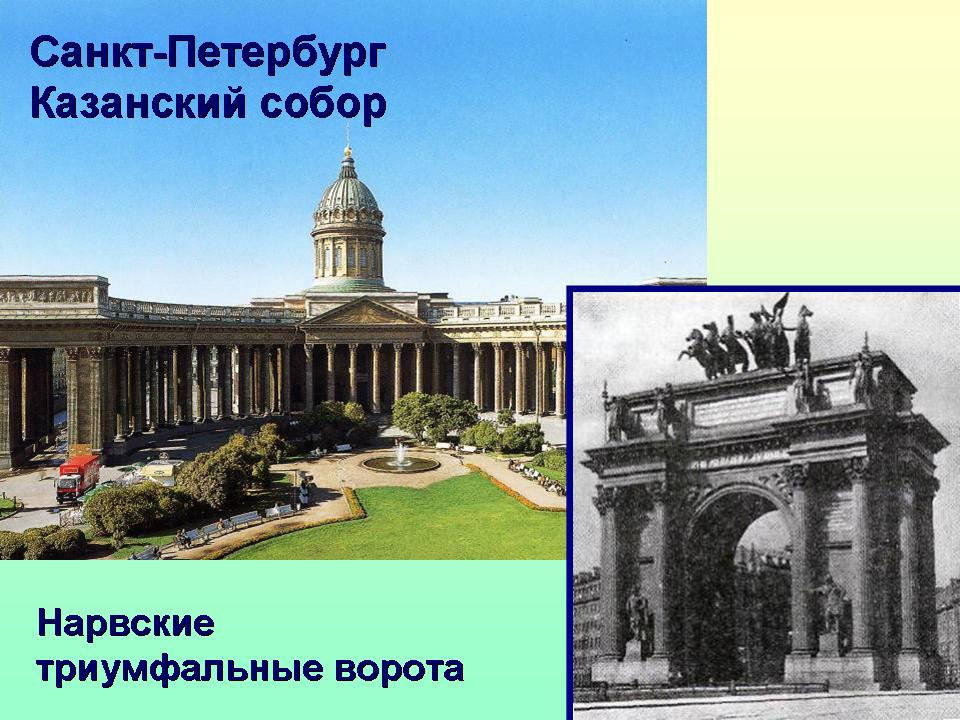 Санкт-Петербург
Казанский собор
Нарвские
триумфальные ворота